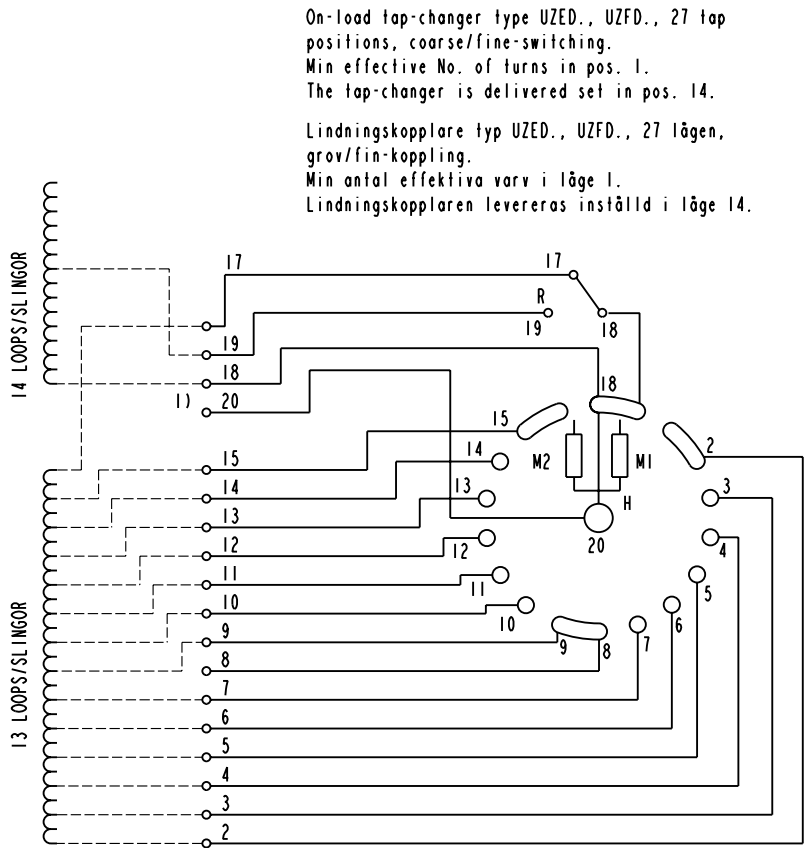 On-load tap-changer type UZED., UZFD., 27 tap
positions, coarse/fine-switching.
Min effective No. of turns in pos. 1.
The tap-changer is delivered set in pos. 14.
Lindningskopplare typ UZED., UZFD., 27 lågen,
grov/fin-koppling.
Min antal effektiva varv i låge 1.
Lindningskopplaren levereras inställd i låge 14.
14 LOOPS/SLINGOR
17
17
R
19
18
19
18
18
1) 20
15
2
14
M2
M1
3
13
H
20
4
12
5
11
6
10
7
9
8
15
14
13
12
11
10
9
8
7
6
5
4
3
2
13 LOOPS/SLINGOR